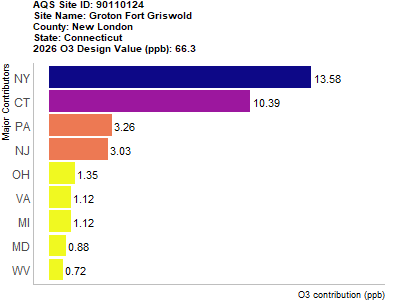 AQS Site ID: 90110124
Site Name: Groton Fort Griswold
County: New London
State: Connecticut
2026 O3 Design Value (ppb): 66.3
Major Contributors
NY 13.58
CT 10.39
PA 3.26
NJ 3.03
OH 1.35
VA 1.12
MI 1.12
MD 0.88
WV 0.72
O3 contribution (ppb)